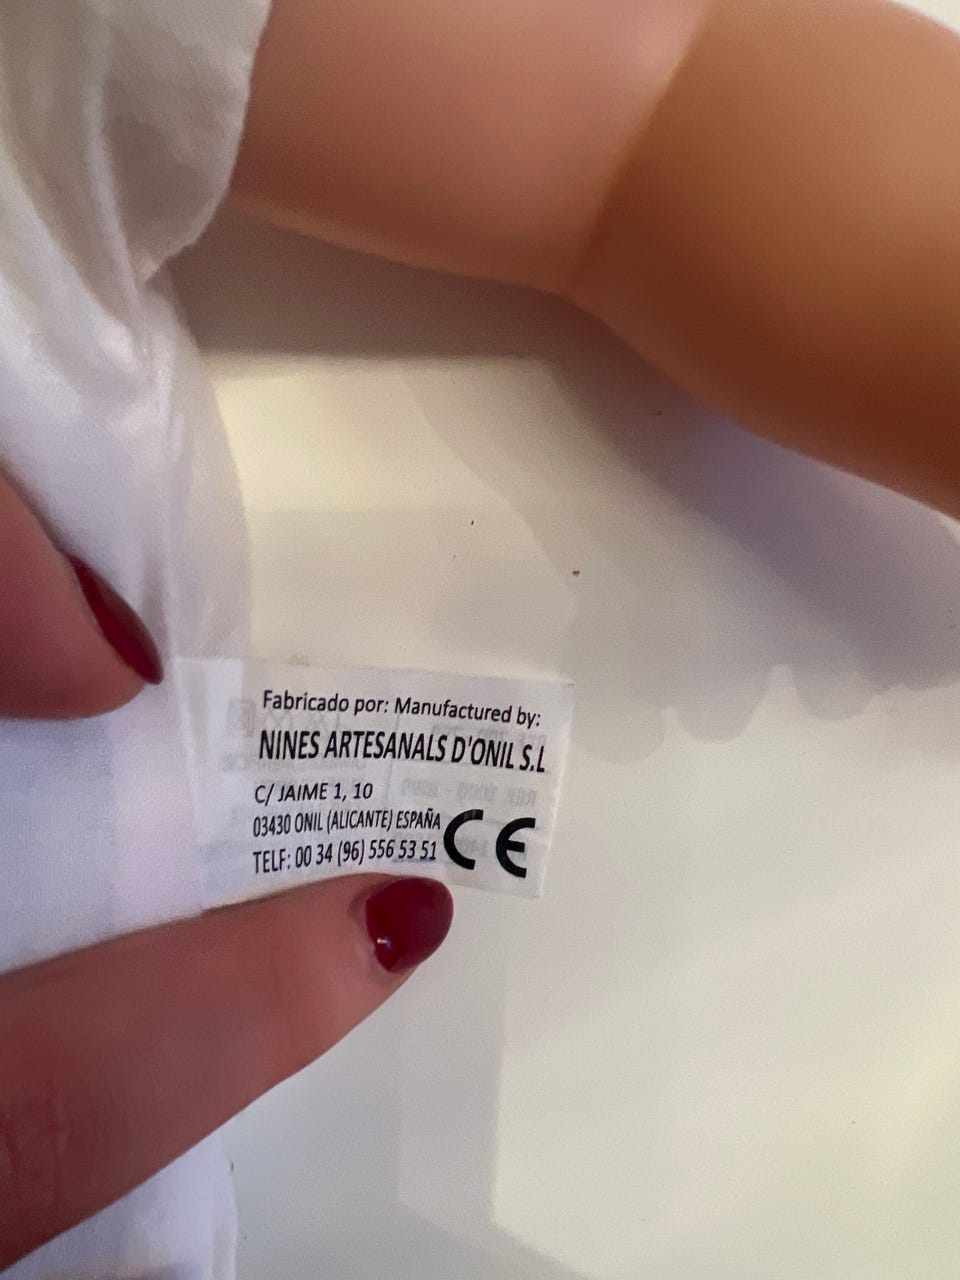 Fabricado por: Manufactured by:
NINES ARTESANALS D'ONIL S.L
C/ JAIME 1, 10
03430 ONIL (ALICANTE) ESPAÑA
TELF: 00 34 (96) 556 53 51
CE